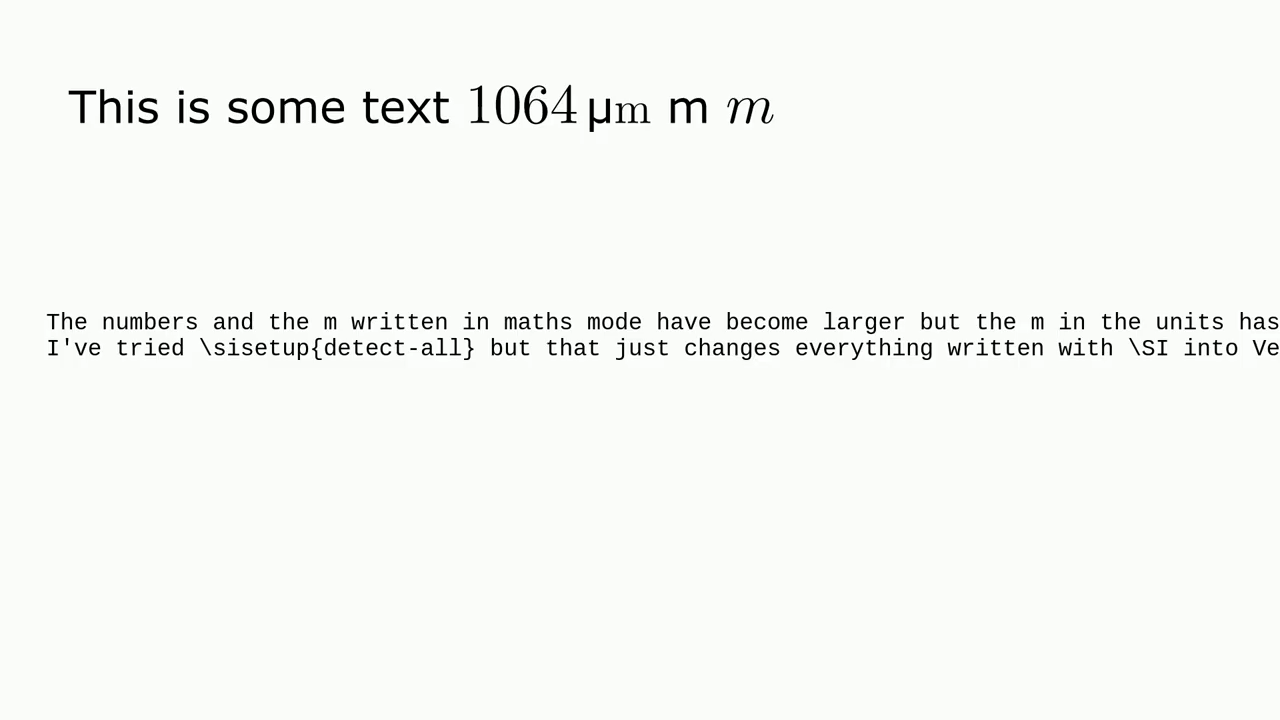 This is some text 1064 µm m m
The numbers and the m written in maths mode have become larger but the m in the units has
I've tried \sisetup{detect-all} but that just changes everything written with \SI into Ve